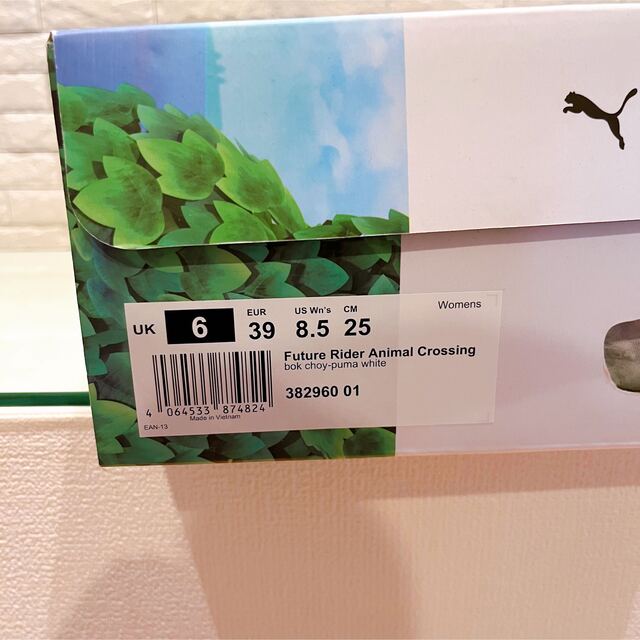 Womens
EUR US Wn's CM
UK 6 39 8.5 25
Future Rider Animal Crossing
bok choy-puma white
382960 01
4 064533 874824
Made in Vietnam
EAN-13